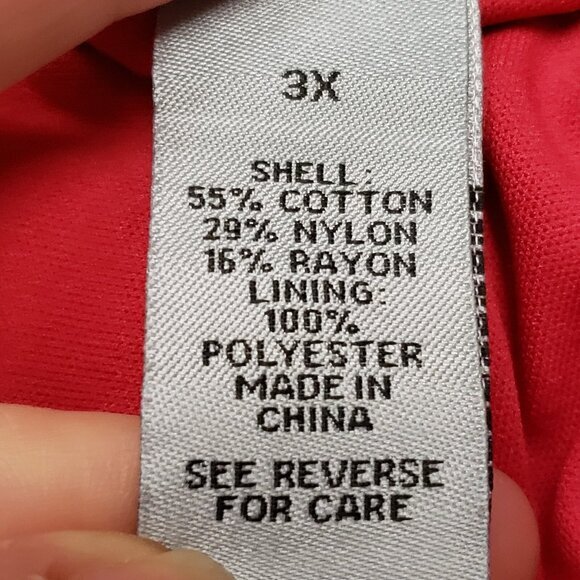 3X
SHELL:
55% COTTON
29% NYLON
16% RAYON
LINING:
100%
POLYESTER
MADE IN
CHINA
SEE REVERSE
FOR CARE